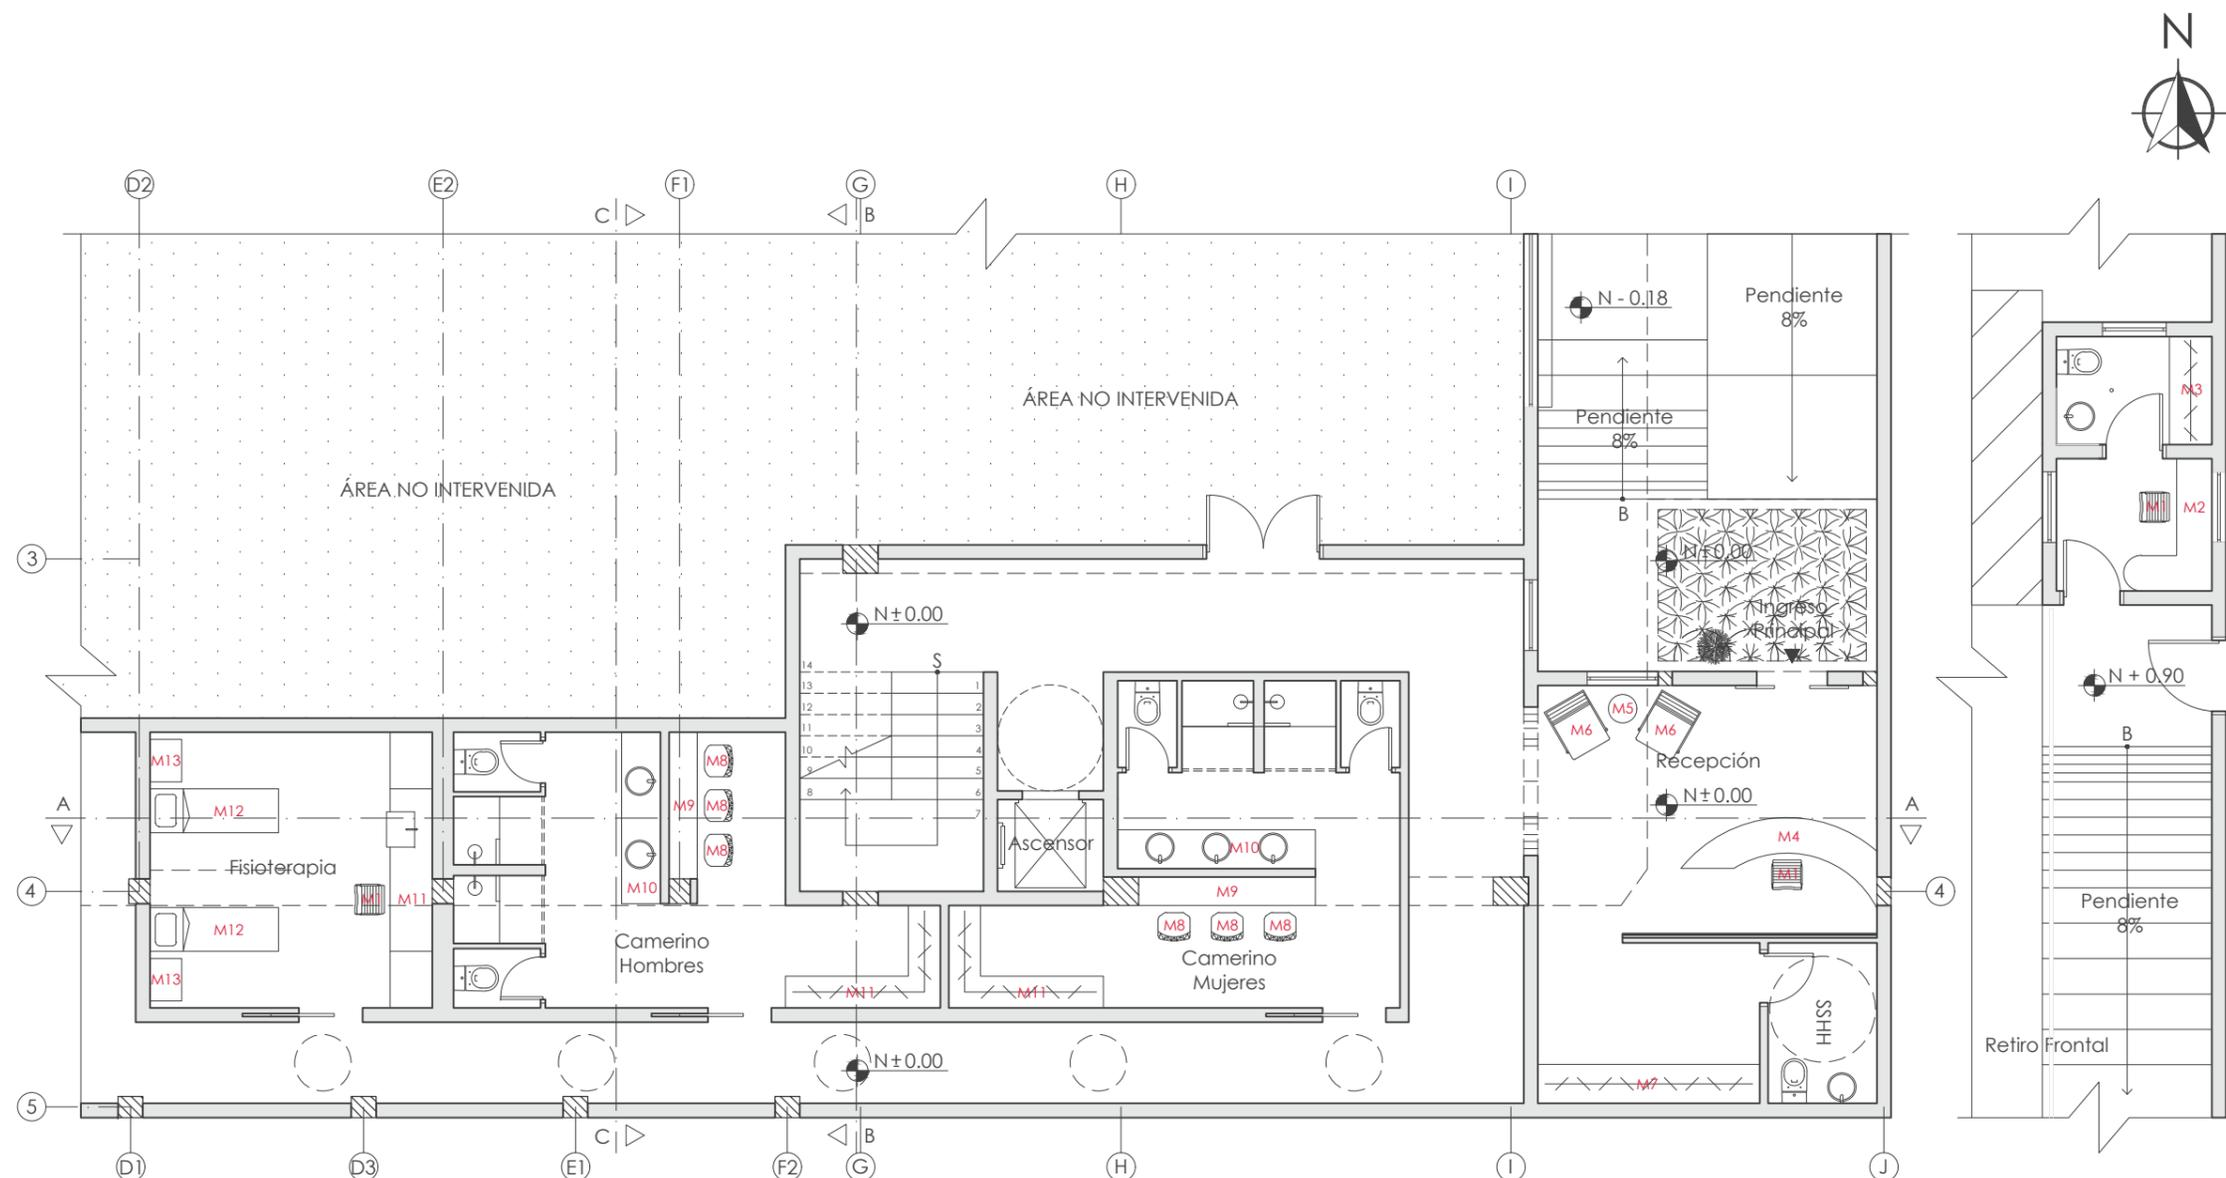 N
D2
E2
F1
G
H
I
C
B
N - 0.18
Pendiente
8%
ÁREA NO INTERVENIDA
Pendiente
8%
M3
ÁREA NO INTERVENIDA
M1
M2
B
3
N±0.00
N±0.00
Ingreso
Principal
14
13
12
11
10
9
8
S
1
2
3
4
5
6
7
N + 0.90
M6
M5
M6
Recepción
B
M13
M8
M12
M9
M8
M8
A
N±0.00
A
M4
Fisioterapia
Ascensor
M10
M1
4
M1
M11
M10
M9
4
Pendiente
8%
M12
M8
M8
M8
Camerino
Hombres
Camerino
Mujeres
M13
M11
M11
SSHH
Retiro Frontal
N±0.00
M7
5
C
B
D1
D3
E1
F2
G
H
I
J